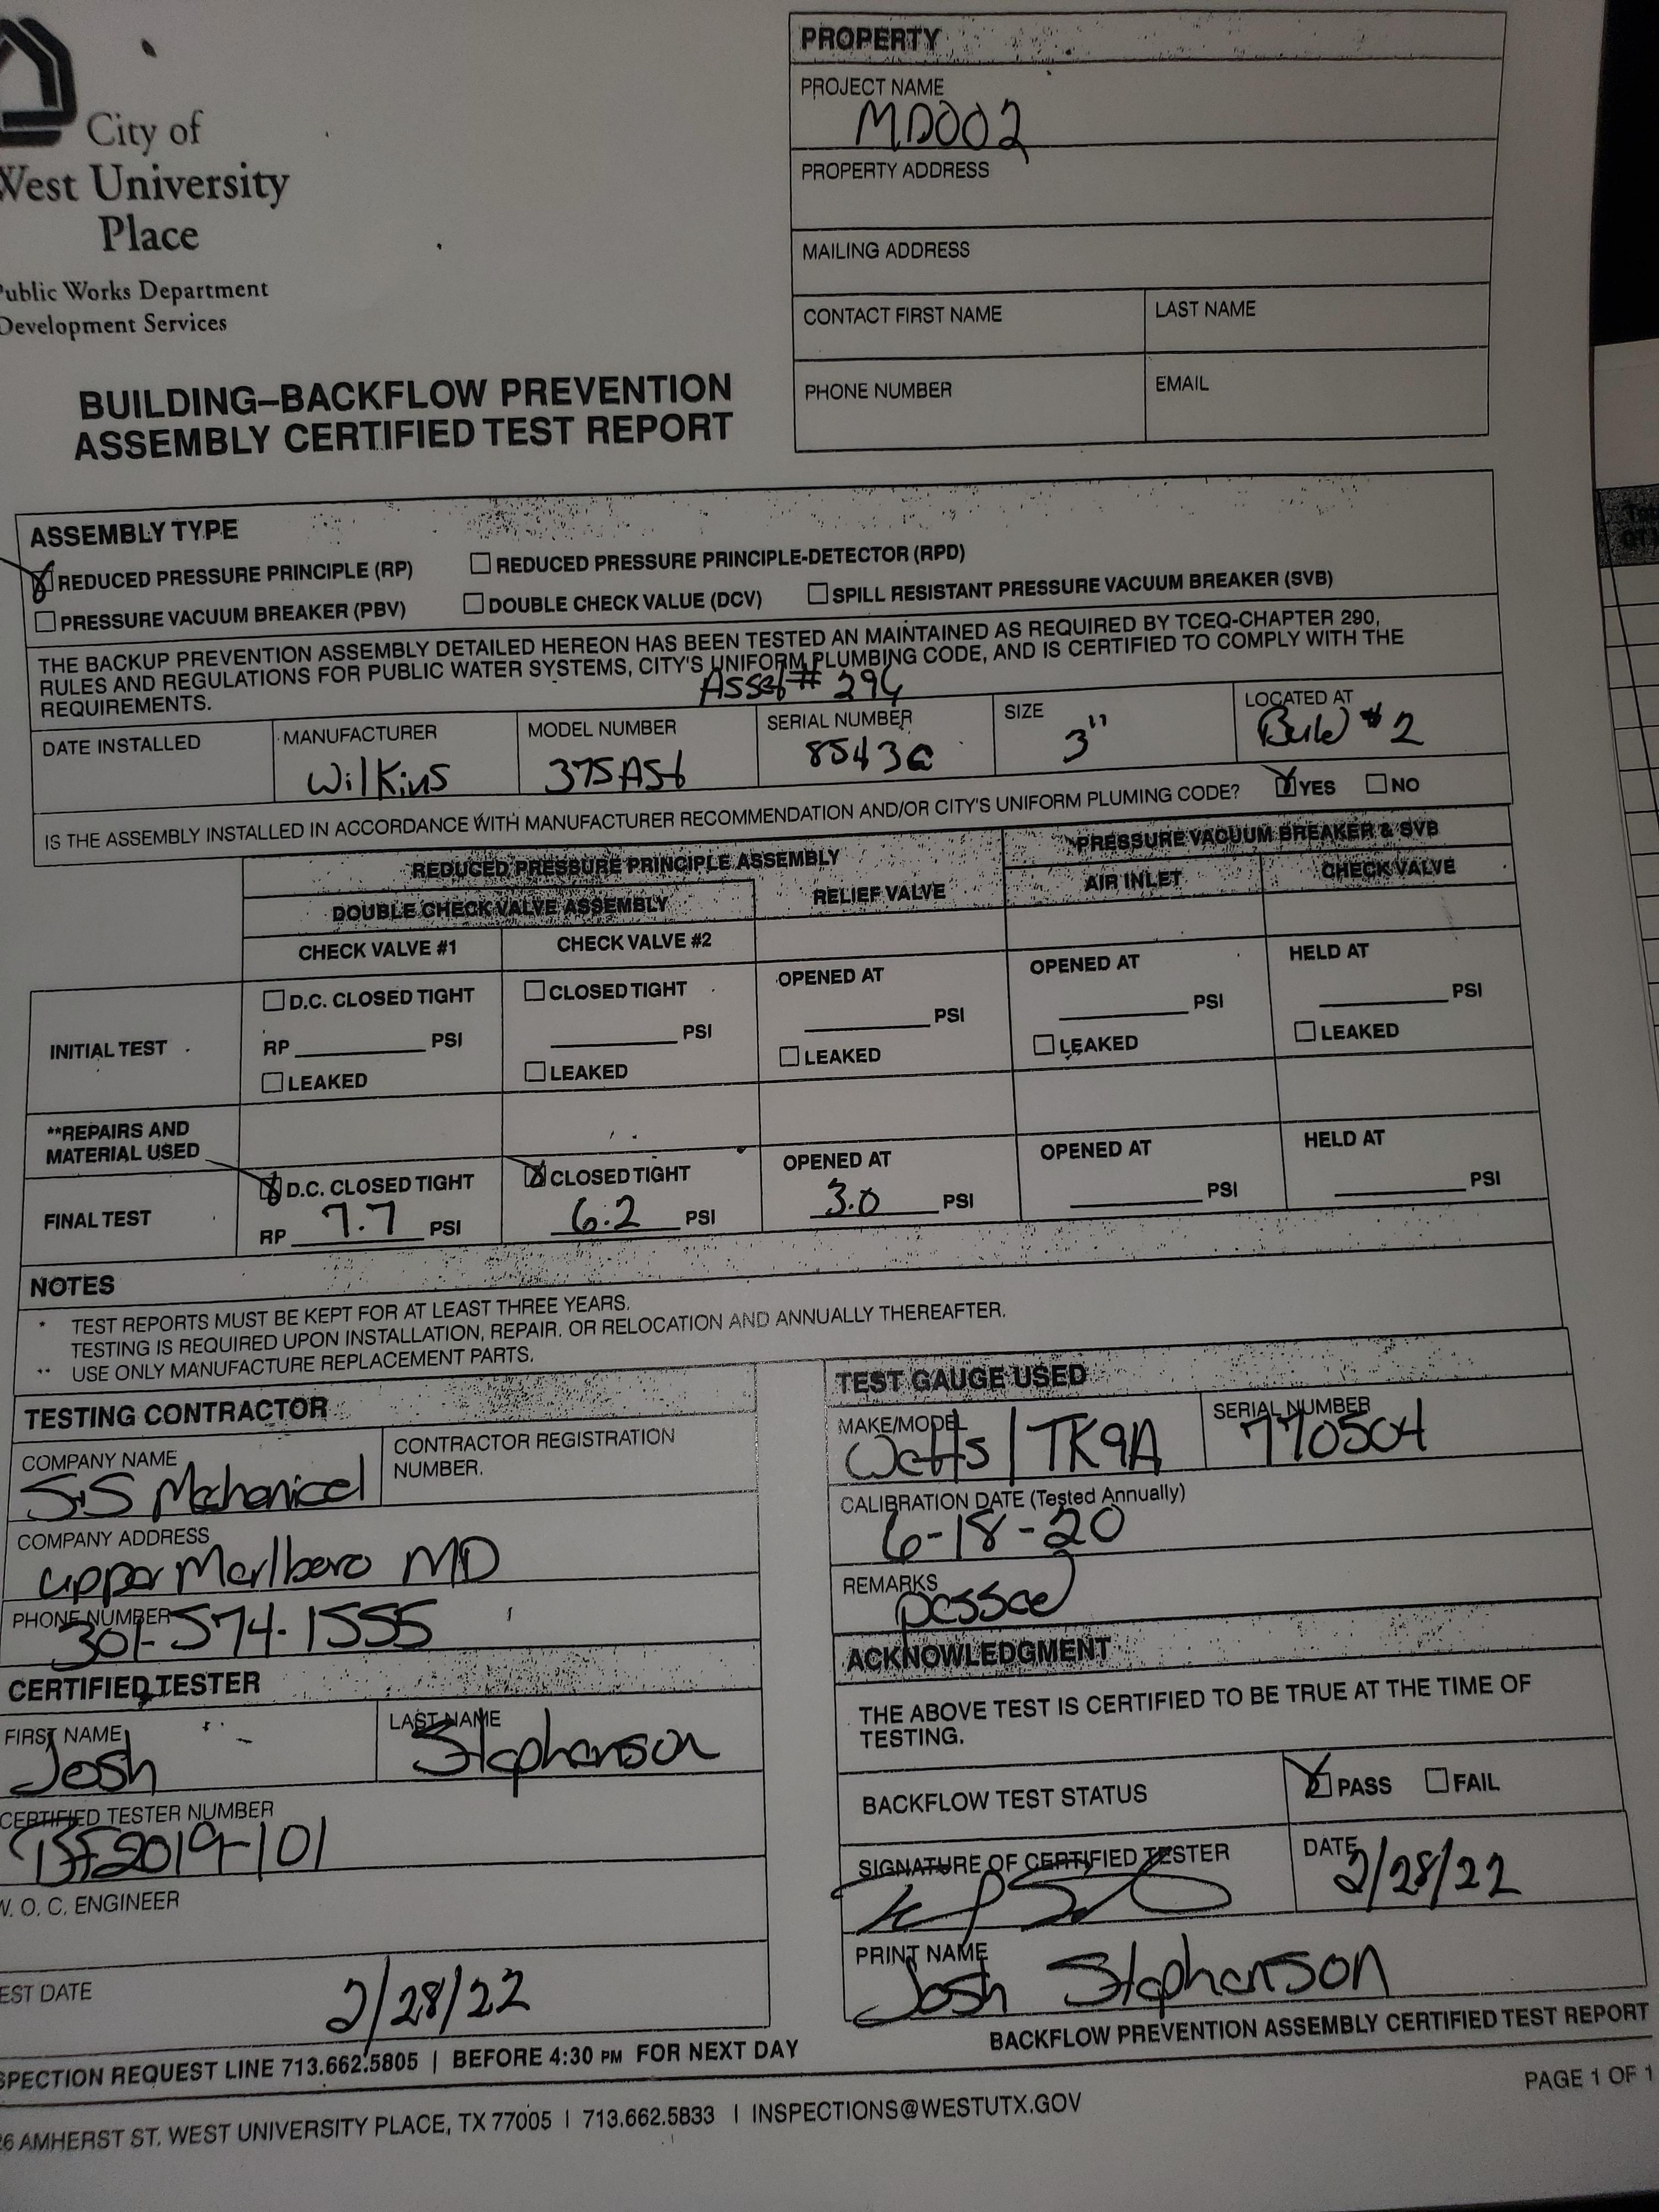 City of
West University
Place
Public Works Department
Development Services
BUILDING–BACKFLOW PREVENTION
ASSEMBLY CERTIFIED TEST REPORT
PROPERTY
PROJECT NAME
MD002
PROPERTY ADDRESS
MAILING ADDRESS
CONTACT FIRST NAME LAST NAME
PHONE NUMBER EMAIL
ASSEMBLY TYPE
REDUCED PRESSURE PRINCIPLE (RP) REDUCED PRESSURE PRINCIPLE-DETECTOR (RPD)
PRESSURE VACUUM BREAKER (PBV) DOUBLE CHECK VALUE (DCV) SPILL RESISTANT PRESSURE VACUUM BREAKER (SVB)
THE BACKUP PREVENTION ASSEMBLY DETAILED HEREON HAS BEEN TESTED AN MAINTAINED AS REQUIRED BY TCEQ-CHAPTER 290,
RULES AND REGULATIONS FOR PUBLIC WATER SYSTEMS, CITY'S UNIFORM PLUMBING CODE, AND IS CERTIFIED TO COMPLY WITH THE
REQUIREMENTS.
Asset #
DATE INSTALLED MANUFACTURER MODEL NUMBER SERIAL NUMBER SIZE LOCATED AT
Wilkins 3" Build #2
IS THE ASSEMBLY INSTALLED IN ACCORDANCE WITH MANUFACTURER RECOMMENDATION AND/OR CITY'S UNIFORM PLUMING CODE? YES NO
REDUCED PRESSURE PRINCIPLE ASSEMBLY PRESSURE VACUUM BREAKER & SVB
DOUBLE CHECK VALVE ASSEMBLY RELIEF VALVE AIR INLET CHECK VALVE
CHECK VALVE #1 CHECK VALVE #2
INITIAL TEST
D.C. CLOSED TIGHT CLOSED TIGHT OPENED AT OPENED AT HELD AT
RP PSI PSI PSI PSI PSI
LEAKED LEAKED LEAKED LEAKED LEAKED
**REPAIRS AND
MATERIAL USED
FINAL TEST
D.C. CLOSED TIGHT CLOSED TIGHT OPENED AT OPENED AT HELD AT
RP 7.7 PSI 6.2 PSI 3.0 PSI PSI PSI
NOTES
* TEST REPORTS MUST BE KEPT FOR AT LEAST THREE YEARS.
TESTING IS REQUIRED UPON INSTALLATION, REPAIR. OR RELOCATION AND ANNUALLY THEREAFTER.
** USE ONLY MANUFACTURE REPLACEMENT PARTS.
TESTING CONTRACTOR
COMPANY NAME CONTRACTOR REGISTRATION
NUMBER.
S.S Mechanical
COMPANY ADDRESS
upper Marlboro MD
PHONE NUMBER
301-574-1555
CERTIFIED TESTER
FIRST NAME LAST NAME
Josh Stephenson
CERTIFIED TESTER NUMBER
BF2019-101
W. O. C. ENGINEER
EST DATE
2/28/22
TEST GAUGE USED
MAKE/MODEL SERIAL NUMBER
Watts | TK9A 770504
CALIBRATION DATE (Tested Annually)
6-18-20
REMARKS
passed
ACKNOWLEDGMENT
THE ABOVE TEST IS CERTIFIED TO BE TRUE AT THE TIME OF
TESTING.
BACKFLOW TEST STATUS PASS FAIL
SIGNATURE OF CERTIFIED TESTER DATE
2/28/22
PRINT NAME
Josh Stephenson
SPECTION REQUEST LINE 713.662.5805 | BEFORE 4:30 PM FOR NEXT DAY
BACKFLOW PREVENTION ASSEMBLY CERTIFIED TEST REPORT
26 AMHERST ST. WEST UNIVERSITY PLACE, TX 77005 | 713.662.5833 | INSPECTIONS@WESTUTX.GOV
PAGE 1 OF 1